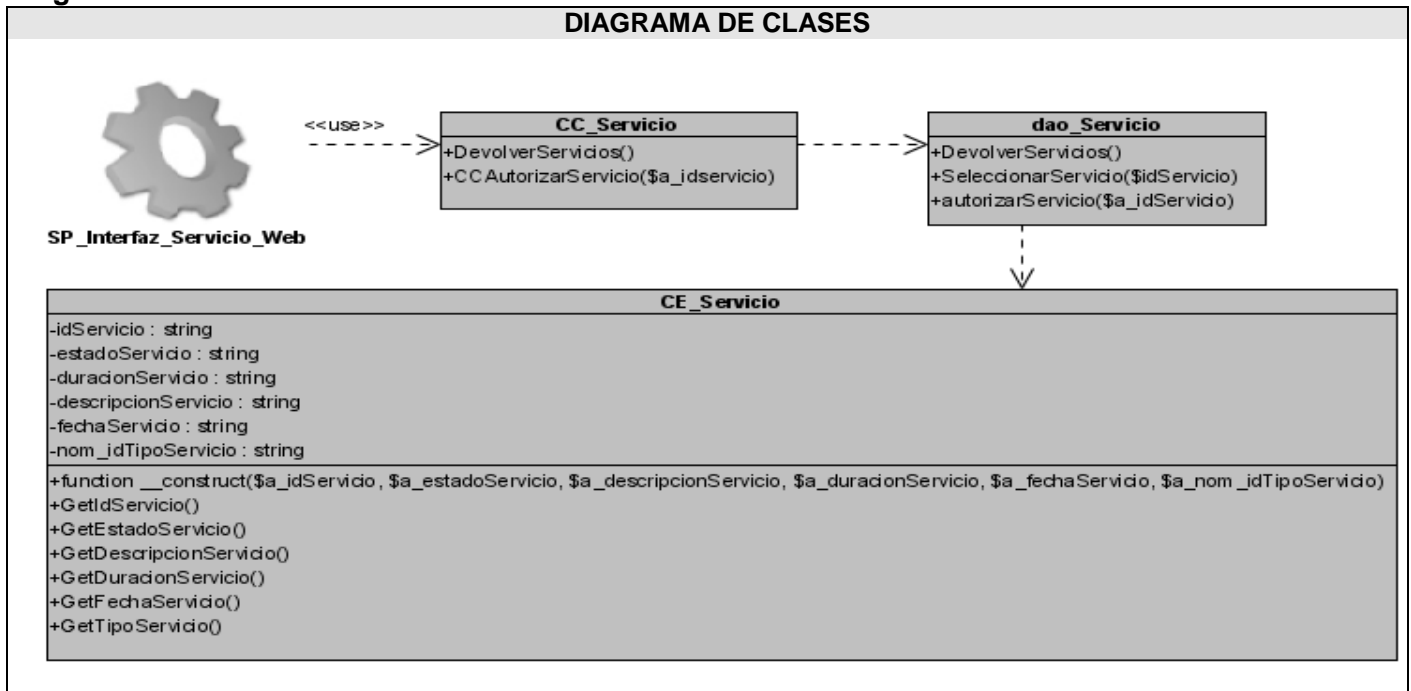 DIAGRAMA DE CLASES
<<use>>
SP_Interfaz_Servicio_Web
CC_Servicio
+DevolverServicios()
+CCAutorizarServicio($a_idservicio)
dao_Servicio
+DevolverServicios()
+SeleccionarServicio($idServicio)
+autorizarServicio($a_idServicio)
CE_Servicio
-idServicio : string
-estadoServicio : string
-duracionServicio : string
-descripcionServicio : string
-fechaServicio : string
-nom_idTipoServicio : string
+function __construct($a_idServicio, $a_estadoServicio, $a_descripcionServicio, $a_duracionServicio, $a_fechaServicio, $a_nom_idTipoServicio)
+GetIdServicio()
+GetEstadoServicio()
+GetDescripcionServicio()
+GetDuracionServicio()
+GetFechaServicio()
+GetTipoServicio()